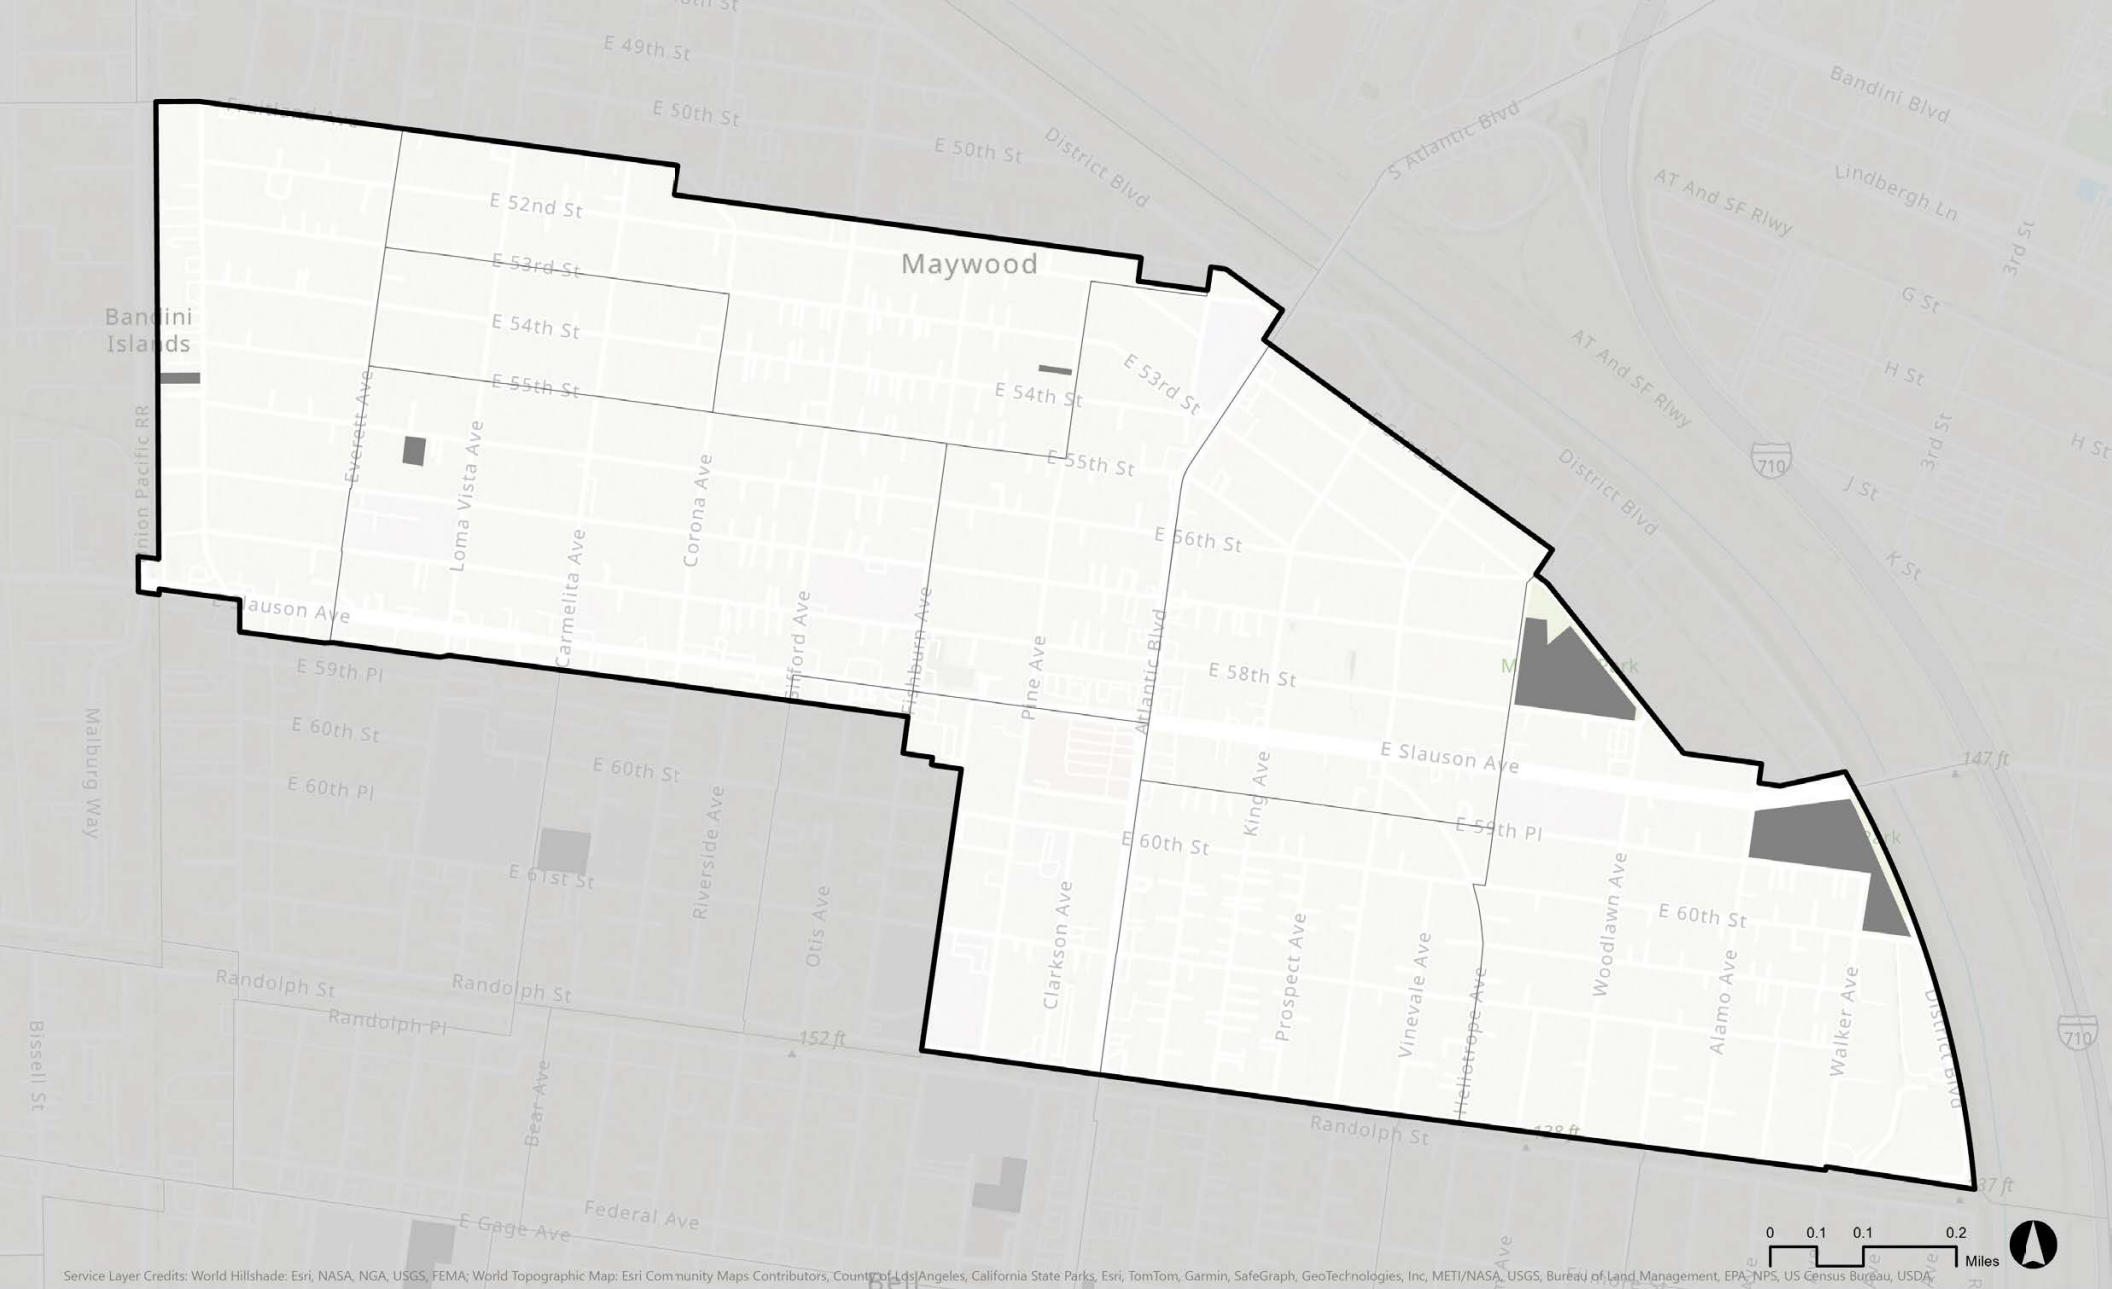 E 49th St
E 50th St
E 50th St
District Blvd
S Atlantic Blvd
Bandini Blvd
Lindbergh Ln
AT And SF Rlwy
3rd St
G St
Fruitland Ave
E 52nd St
E 53rd St
Maywood
Bandini
Islands
E 54th St
E 55th St
E 54th St
E 53rd St
E 55th St
AT And SF Rlwy
H St
H St
3rd St
J St
K St
710
District Blvd
Everett Ave
Loma Vista Ave
Corona Ave
Carmelita Ave
Fishburn Ave
Pine Ave
Atlantic Blvd
E 56th St
E 58th St
E Slauson Ave
E Slauson Ave
King Ave
E 59th Pl
147 ft
E 59th Pl
E 60th St
E 60th St
E 60th Pl
E 61st St
Malburg Way
Riverside Ave
Otis Ave
E 60th St
E 60th St
Clarkson Ave
Prospect Ave
Vinevale Ave
Heliotrope Ave
Woodlawn Ave
Alamo Ave
Walker Ave
District Blvd
710
Randolph St
Randolph St
Randolph Pl
152 ft
Randolph St
Bissell St
Bear Ave
Federal Ave
E Gage Ave
Bell
0 0.1 0.1 0.2
Miles
Service Layer Credits: World Hillshade: Esri, NASA, NGA, USGS, FEMA; World Topographic Map: Esri Community Maps Contributors, County of Los Angeles, California State Parks, Esri, TomTom, Garmin, SafeGraph, GeoTechnologies, Inc, METI/NASA, USGS, Bureau of Land Management, EPA, NPS, US Census Bureau, USDA,